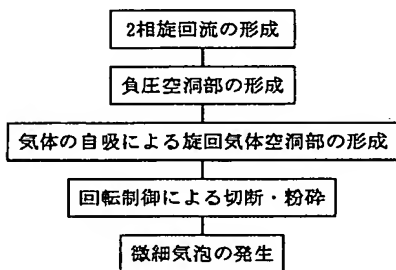 2相旋回流の形成
負圧空洞部の形成
気体の自吸による旋回気体空洞部の形成
回転制御による切断・粉砕
微細気泡の発生